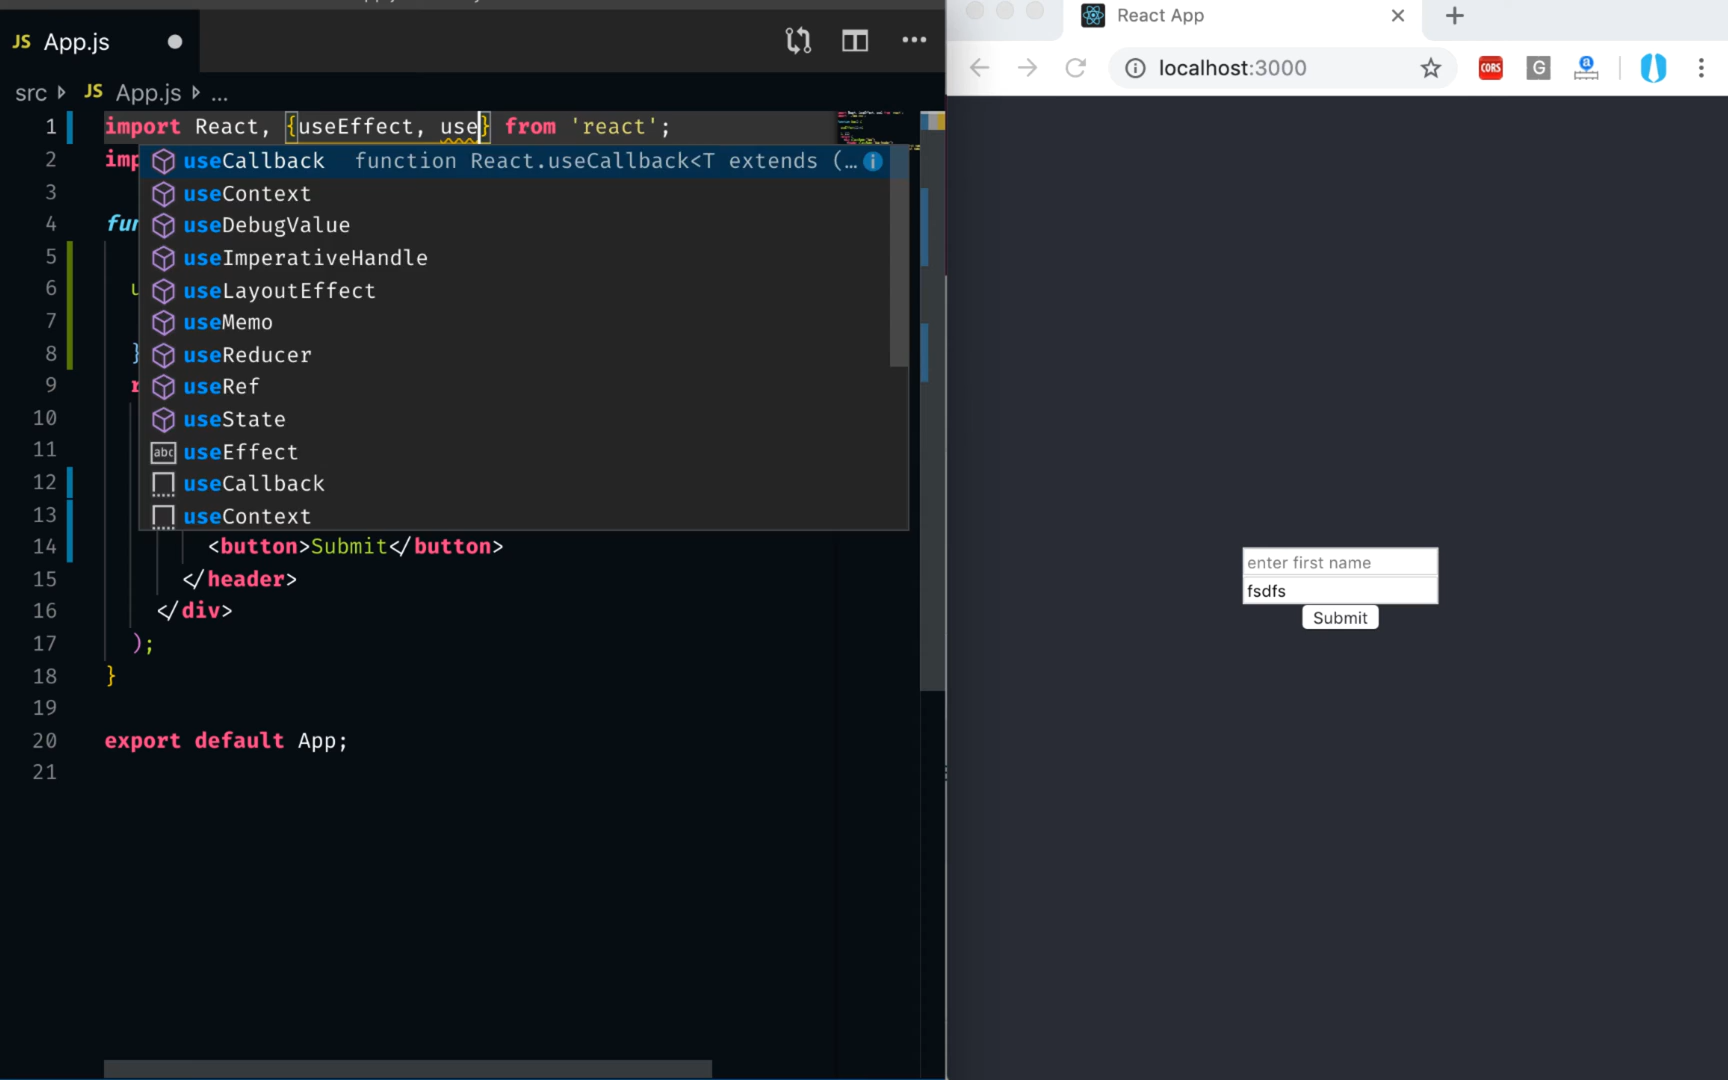 JS App.js
src JS App.js ...
1 import React, {useEffect, use} from 'react';
2 imp
3
4 fun
5
6 u
7
8 }
9 r
10
11
12
13
14 <button>Submit</button>
15 </header>
16 </div>
17 );
18 }
19
20 export default App;
21
useCallback function React.useCallback<T extends (...
useContext
useDebugValue
useImperativeHandle
useLayoutEffect
useMemo
useReducer
useRef
useState
abc useEffect
useCallback
useContext
React App
localhost:3000
CORS
G
a
enter first name
fsdfs
Submit